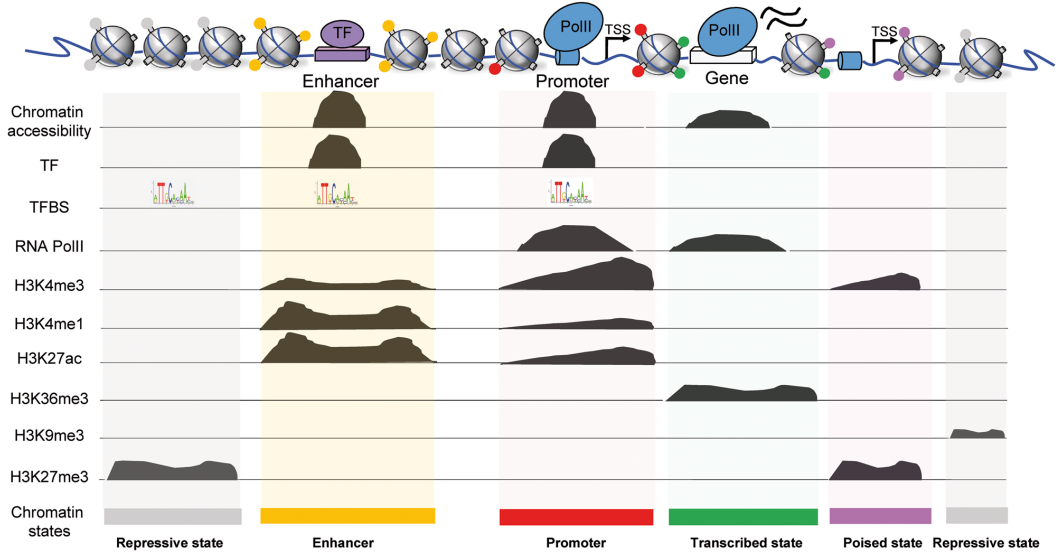 TF
PolII
TSS
PolII
TSS
Enhancer
Promoter
Gene
Chromatin
accessibility
TF
TFBS
RNA PolII
H3K4me3
H3K4me1
H3K27ac
H3K36me3
H3K9me3
H3K27me3
Chromatin
states
Repressive state
Enhancer
Promoter
Transcribed state
Poised state
Repressive state